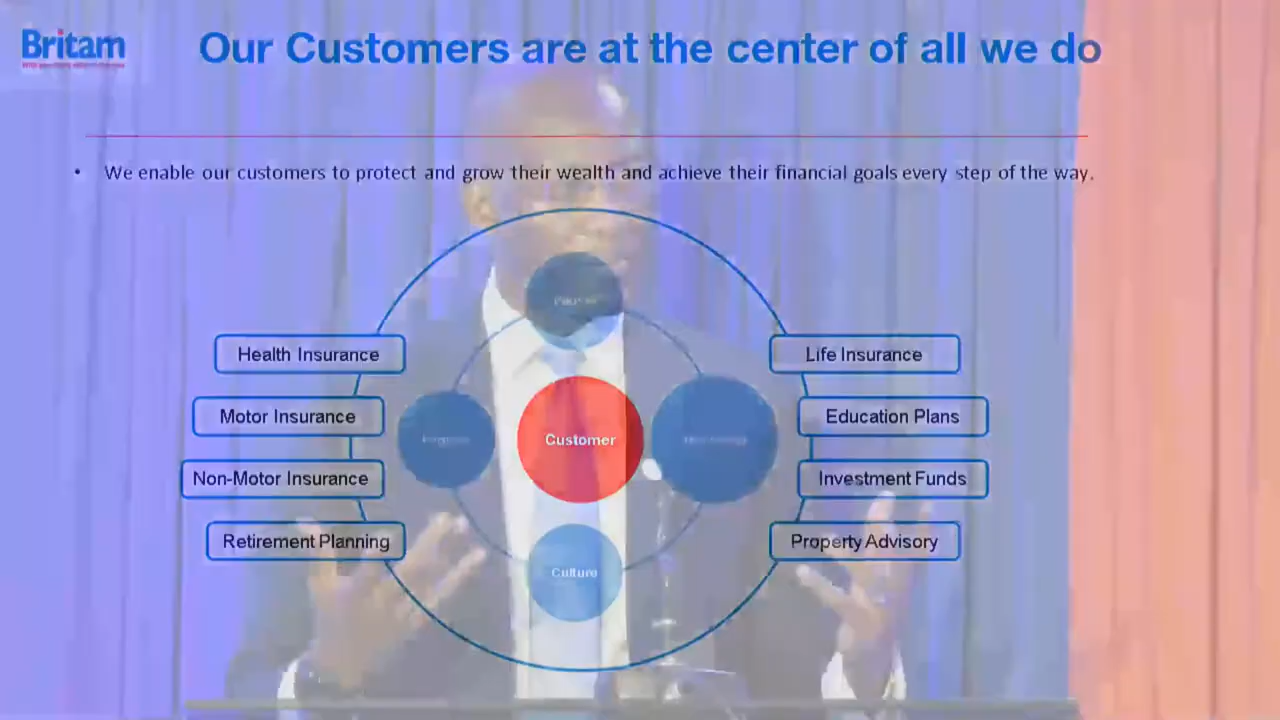 Britam
Our Customers are at the center of all we do
• We enable our customers to protect and grow their wealth and achieve their financial goals every step of the way.
Health Insurance
Life Insurance
Customer
Motor Insurance
Education Plans
Non-Motor Insurance
Investment Funds
Retirement Planning
Property Advisory
Culture